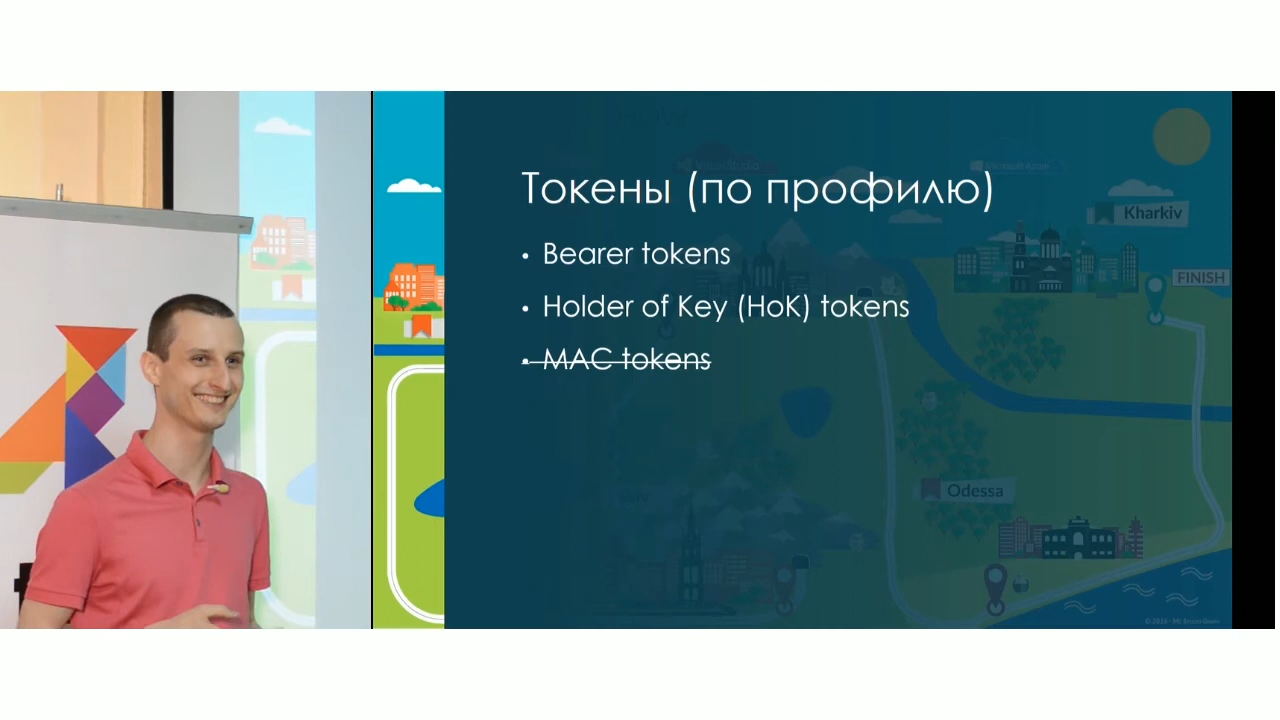 Токены (по профилю)
• Bearer tokens
• Holder of Key (HoK) tokens
• MAC tokens
Kharkiv
FINISH
Odessa